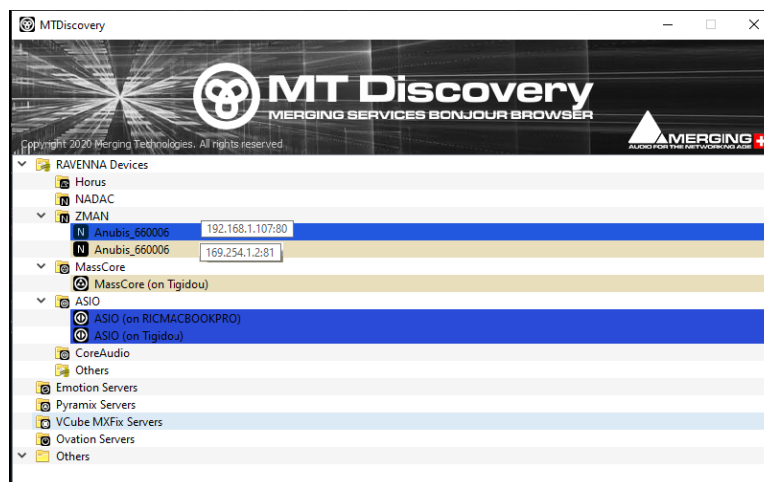 MTDiscovery
MT Discovery
MERGING SERVICES BONJOUR BROWSER
Copyright 2020 Merging Technologies. All rights reserved
MERGING
AUDIO FOR THE NETWORKING AGE
RAVENNA Devices
Horus
NADAC
ZMAN
N Anubis_660006 192.168.1.107:80
N Anubis_660006 169.254.1.2:81
MassCore
MassCore (on Tigidou)
ASIO
ASIO (on RICMACBOOKPRO)
ASIO (on Tigidou)
CoreAudio
Others
Emotion Servers
Pyramix Servers
VCube MXFix Servers
Ovation Servers
Others